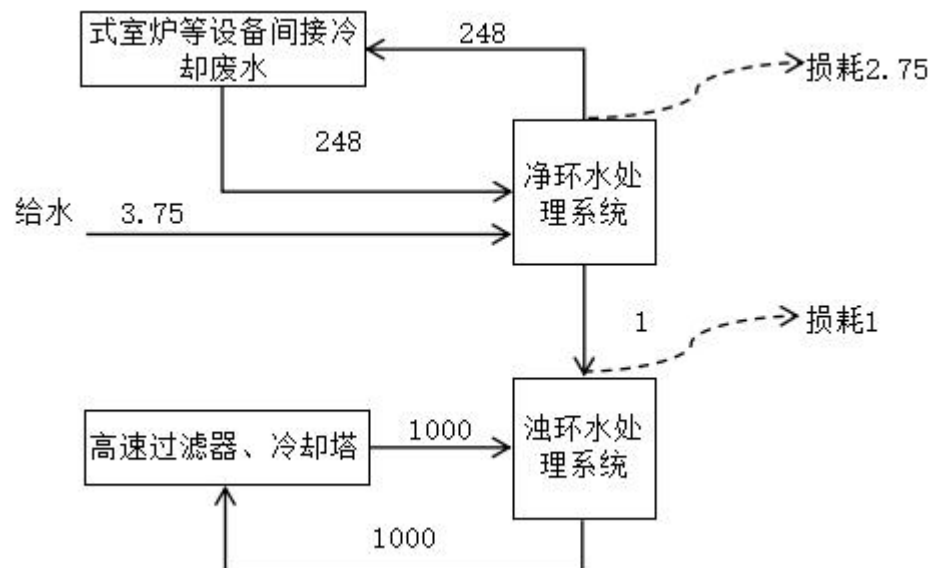 式室炉等设备间接冷
却废水
248
损耗2.75
248
净环水处
理系统
给水
3.75
1
损耗1
高速过滤器、冷却塔
1000
浊环水处
理系统
1000